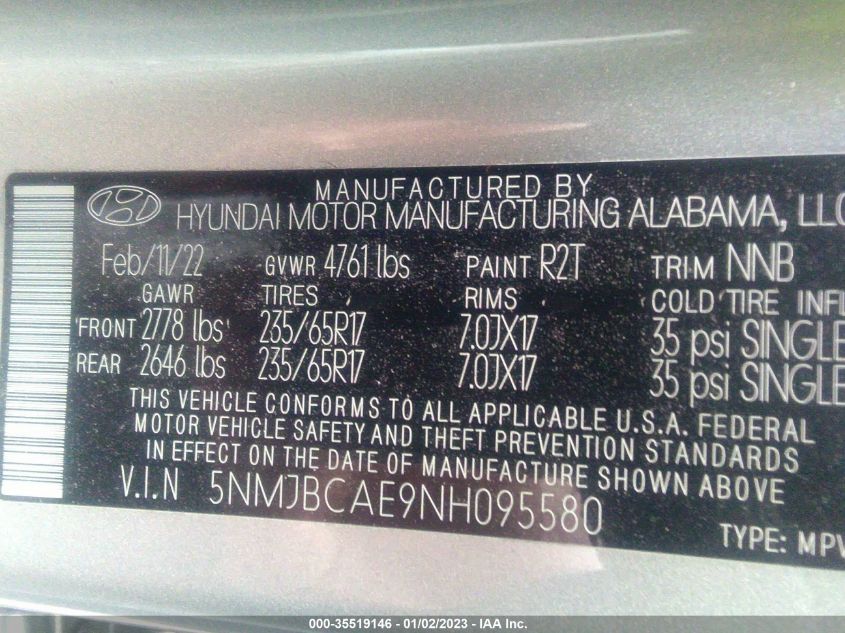 MANUFACTURED BY
HYUNDAI MOTOR MANUFACTURING ALABAMA, LLC
Feb/11/22 GVWR 4761 lbs PAINT R2T TRIM NNB
GAWR TIRES RIMS COLD TIRE INFL
'FRONT 2778 lbs' 235/65R17 7.0JX17 35 psi SINGLE
REAR 2646 lbs 235/65R17 7.0JX17 35 psi SINGLE
THIS VEHICLE CONFORMS TO ALL APPLICABLE U.S.A. FEDERAL
MOTOR VEHICLE SAFETY AND THEFT PREVENTION STANDARDS
IN EFFECT ON THE DATE OF MANUFACTURE SHOWN ABOVE
V.I.N 5NMJBCAE9NH095580
TYPE: MPV
000-35519146 - 01/02/2023 - IAA Inc.